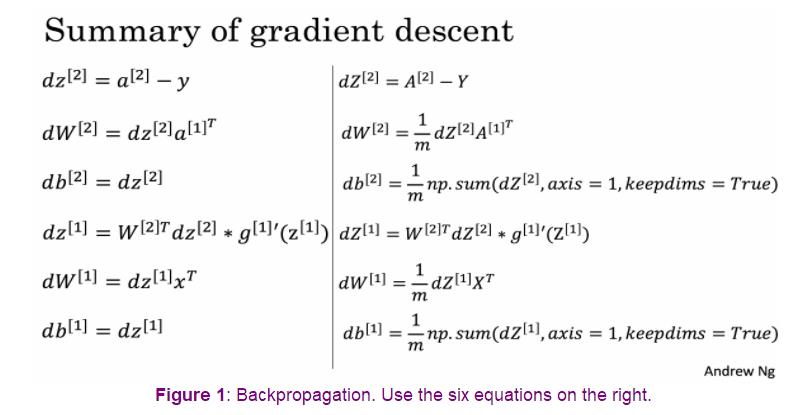 Summary of gradient descent
dz^[2] = a^[2] − y
dW^[2] = dz^[2]a^[1]^T
db^[2] = dz^[2]
dz^[1] = W^[2]T dz^[2] * g^[1]′(z^[1])
dW^[1] = dz^[1]x^T
db^[1] = dz^[1]
dZ^[2] = A^[2] − Y
dW^[2] = 1/m dZ^[2]A^[1]^T
db^[2] = 1/m np.sum(dZ^[2], axis = 1, keepdims = True)
dZ^[1] = W^[2]T dZ^[2] * g^[1]′(Z^[1])
dW^[1] = 1/m dZ^[1]X^T
db^[1] = 1/m np.sum(dZ^[1], axis = 1, keepdims = True)
Andrew Ng
Figure 1: Backpropagation. Use the six equations on the right.